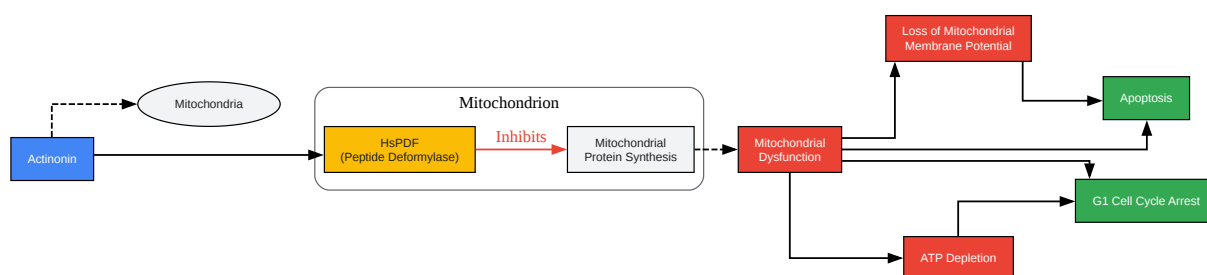 Loss of Mitochondrial
Membrane Potential
Mitochondria
Mitochondrion
Apoptosis
Actinonin
HsPDF
(Peptide Deformylase)
Inhibits
Mitochondrial
Protein Synthesis
Mitochondrial
Dysfunction
G1 Cell Cycle Arrest
ATP Depletion